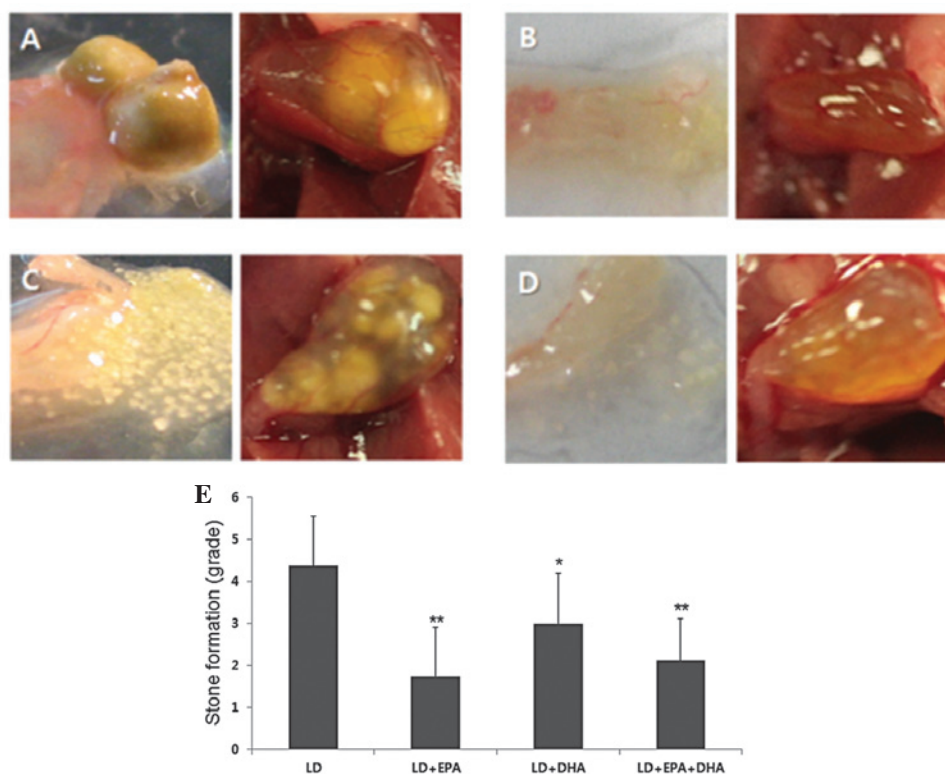 A
B
C
D
E
Stone formation (grade)
6
5
4
3
2
1
0
**
*
**
LD
LD+EPA
LD+DHA
LD+EPA+DHA